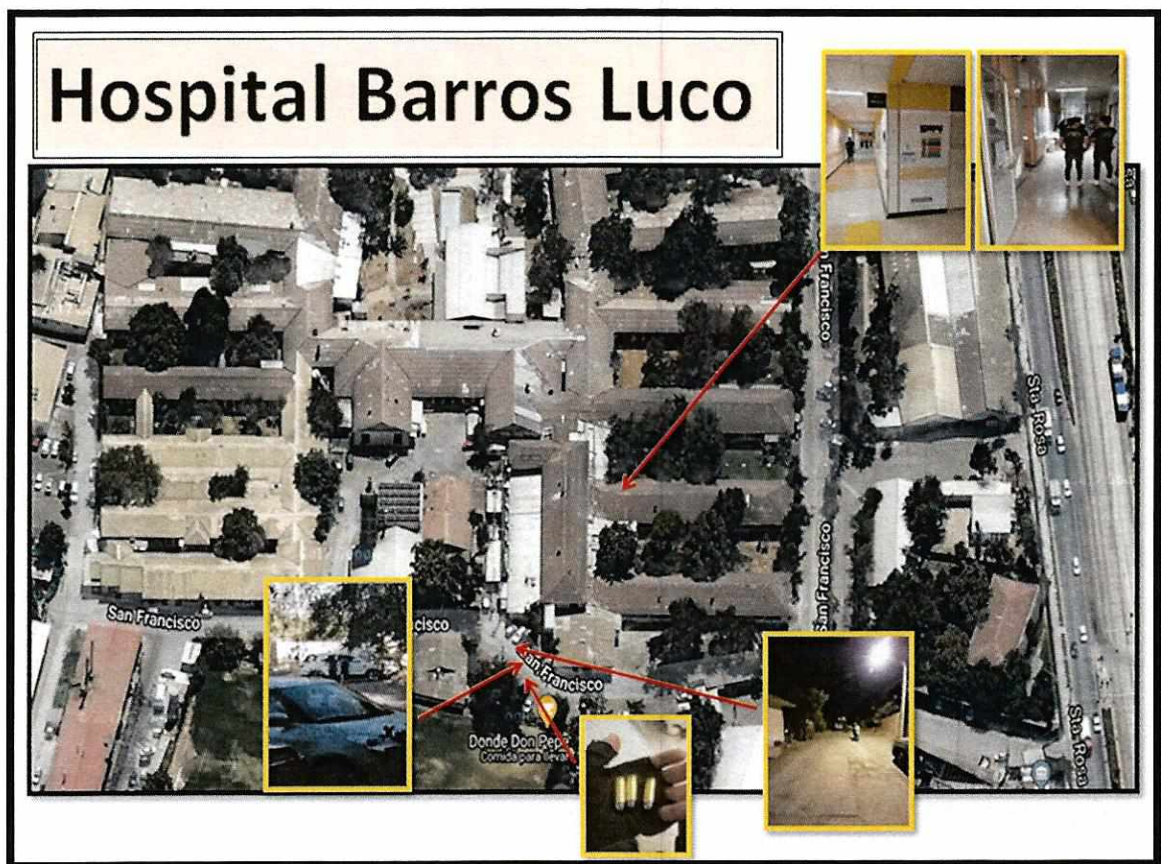 Hospital Barros Luco
San Francisco
Sta. Rosa
San Francisco
San Francisco
San Francisco
Donde Don Pepe
Comida para llevar
Sta. Rosa